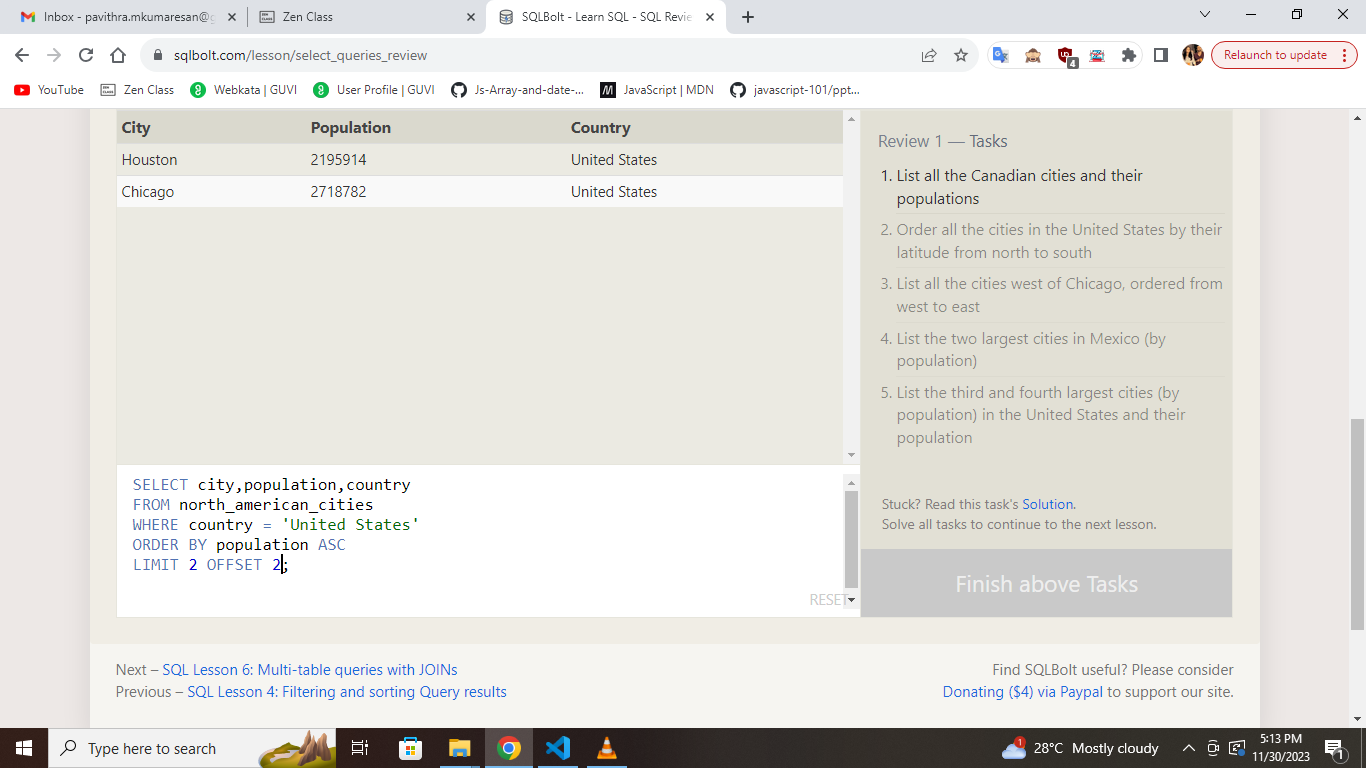 Inbox - pavithra.mkumaresan@g
Zen Class
SQLBolt - Learn SQL - SQL Revie
sqlbolt.com/lesson/select_queries_review
4
Relaunch to update
YouTube
Zen Class
Webkata | GUVI
User Profile | GUVI
Js-Array-and-date-...
JavaScript | MDN
javascript-101/ppt...
City Population Country
Houston 2195914 United States
Chicago 2718782 United States
Review 1 — Tasks
1. List all the Canadian cities and their
populations
2. Order all the cities in the United States by their
latitude from north to south
3. List all the cities west of Chicago, ordered from
west to east
4. List the two largest cities in Mexico (by
population)
5. List the third and fourth largest cities (by
population) in the United States and their
population
Stuck? Read this task's Solution.
Solve all tasks to continue to the next lesson.
Finish above Tasks
SELECT city,population,country
FROM north_american_cities
WHERE country = 'United States'
ORDER BY population ASC
LIMIT 2 OFFSET 2;
RESET
Next – SQL Lesson 6: Multi-table queries with JOINs
Previous – SQL Lesson 4: Filtering and sorting Query results
Find SQLBolt useful? Please consider
Donating ($4) via Paypal to support our site.
Type here to search
1
28°C Mostly cloudy
5:13 PM
11/30/2023
1